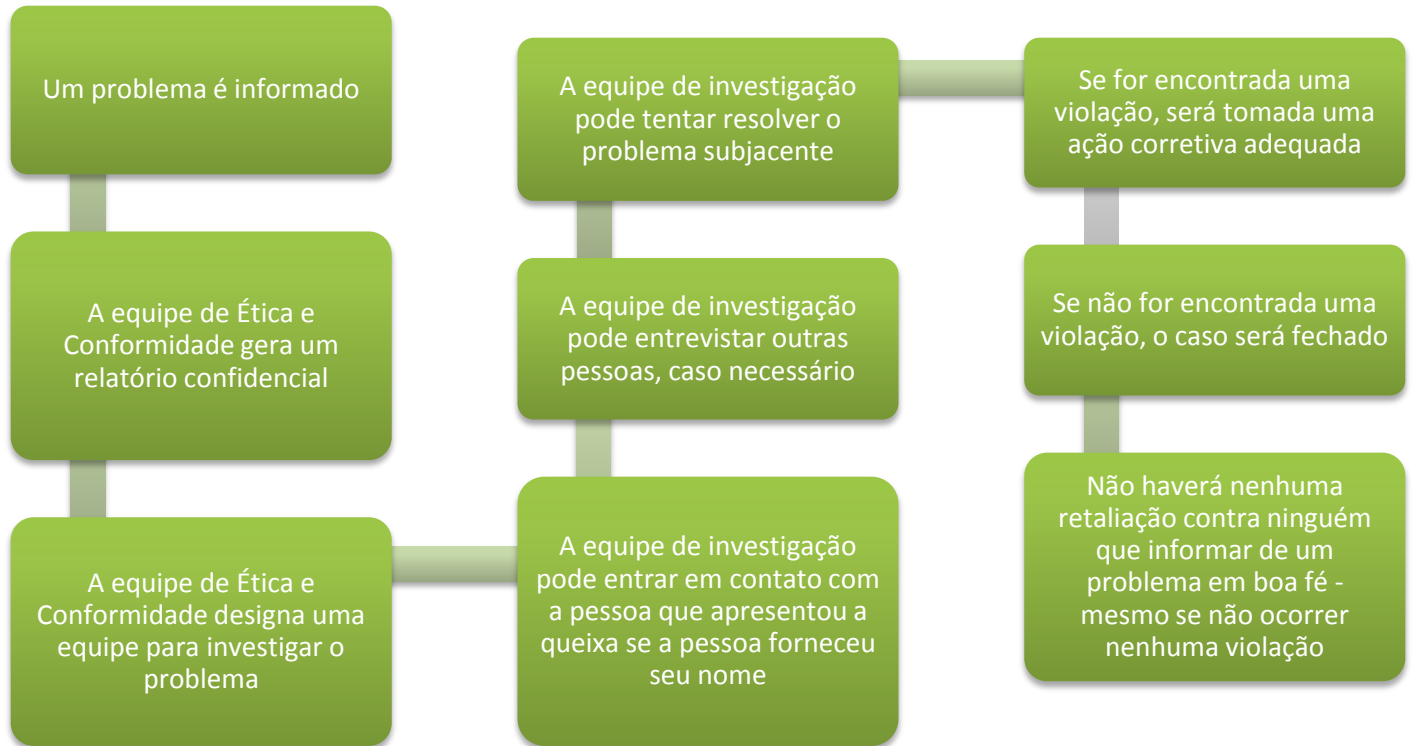 Um problema é informado
A equipe de Ética e
Conformidade gera um
relatório confidencial
A equipe de Ética e
Conformidade designa uma
equipe para investigar o
problema
A equipe de investigação
pode entrar em contato com
a pessoa que apresentou a
queixa se a pessoa forneceu
seu nome
A equipe de investigação
pode entrevistar outras
pessoas, caso necessário
A equipe de investigação
pode tentar resolver o
problema subjacente
Se for encontrada uma
violação, será tomada uma
ação corretiva adequada
Se não for encontrada uma
violação, o caso será fechado
Não haverá nenhuma
retaliação contra ninguém
que informar de um
problema em boa fé -
mesmo se não ocorrer
nenhuma violação